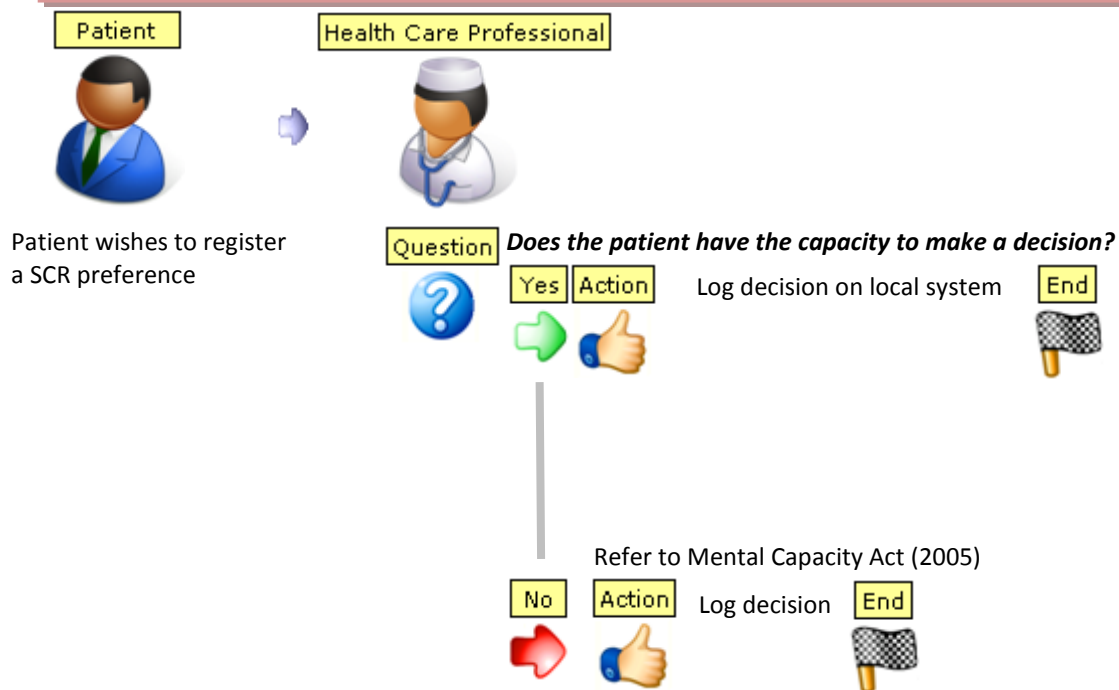 Patient
Health Care Professional
Patient wishes to register
a SCR preference
Question
Does the patient have the capacity to make a decision?
Yes
Action
Log decision on local system
End
Refer to Mental Capacity Act (2005)
No
Action
Log decision
End